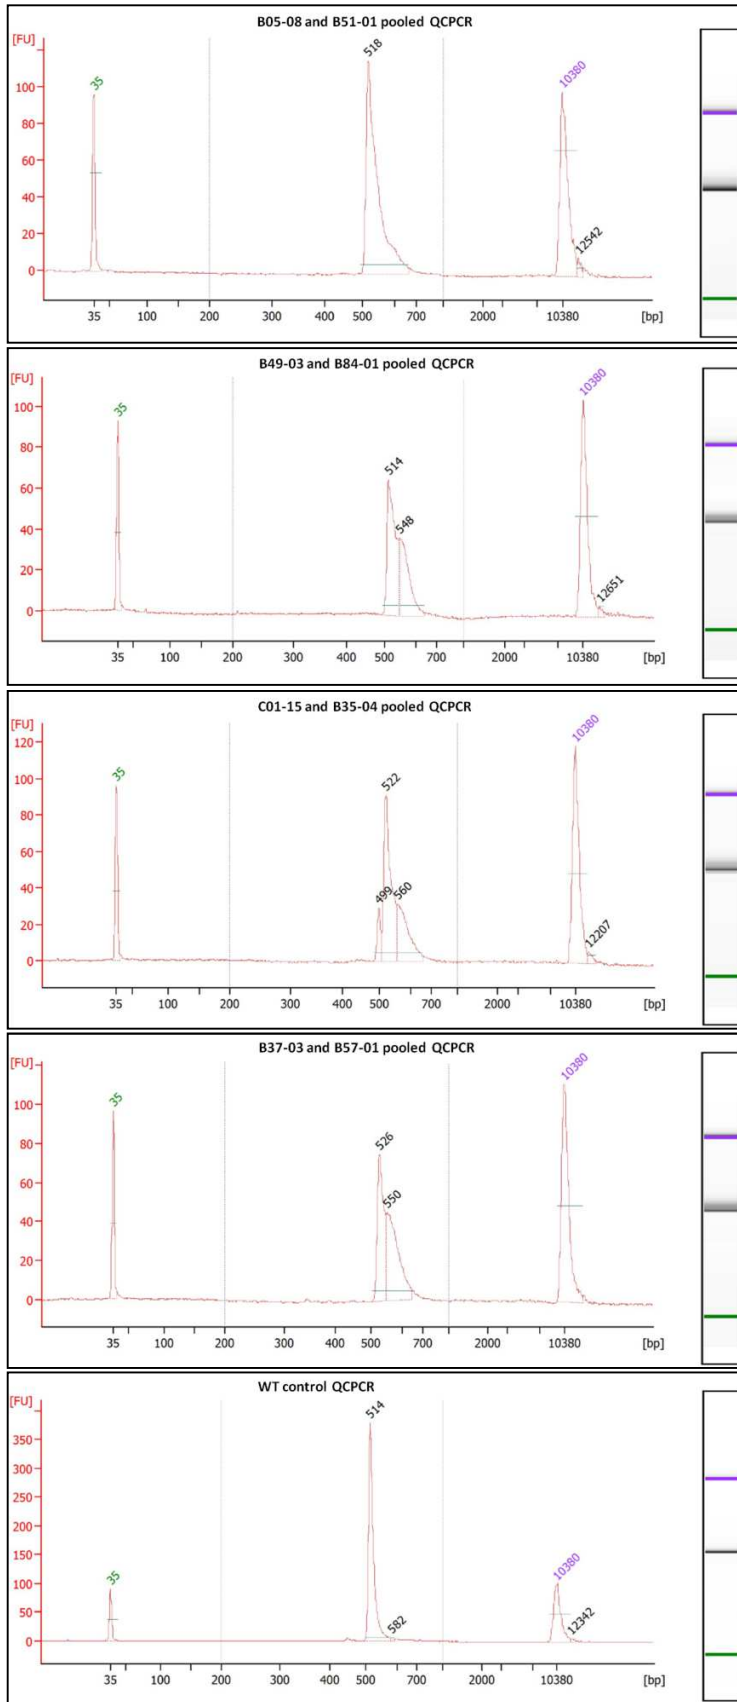 B05-08 and B51-01 pooled QCPCR
[FU]
35 518 10380 12542
100
80
60
40
20
0
35 100 200 300 400 500 700 2000 10380 [bp]
B49-03 and B84-01 pooled QCPCR
[FU]
35 514 548 10380 12651
100
80
60
40
20
0
35 100 200 300 400 500 700 2000 10380 [bp]
C01-15 and B35-04 pooled QCPCR
[FU]
35 499 522 560 10380 12207
120
100
80
60
40
20
0
35 100 200 300 400 500 700 2000 10380 [bp]
B37-03 and B57-01 pooled QCPCR
[FU]
35 526 550 10380
100
80
60
40
20
0
35 100 200 300 400 500 700 2000 10380 [bp]
WT control QCPCR
[FU]
35 514 582 10380 12342
350
300
250
200
150
100
50
0
35 100 200 300 400 500 700 2000 10380 [bp]